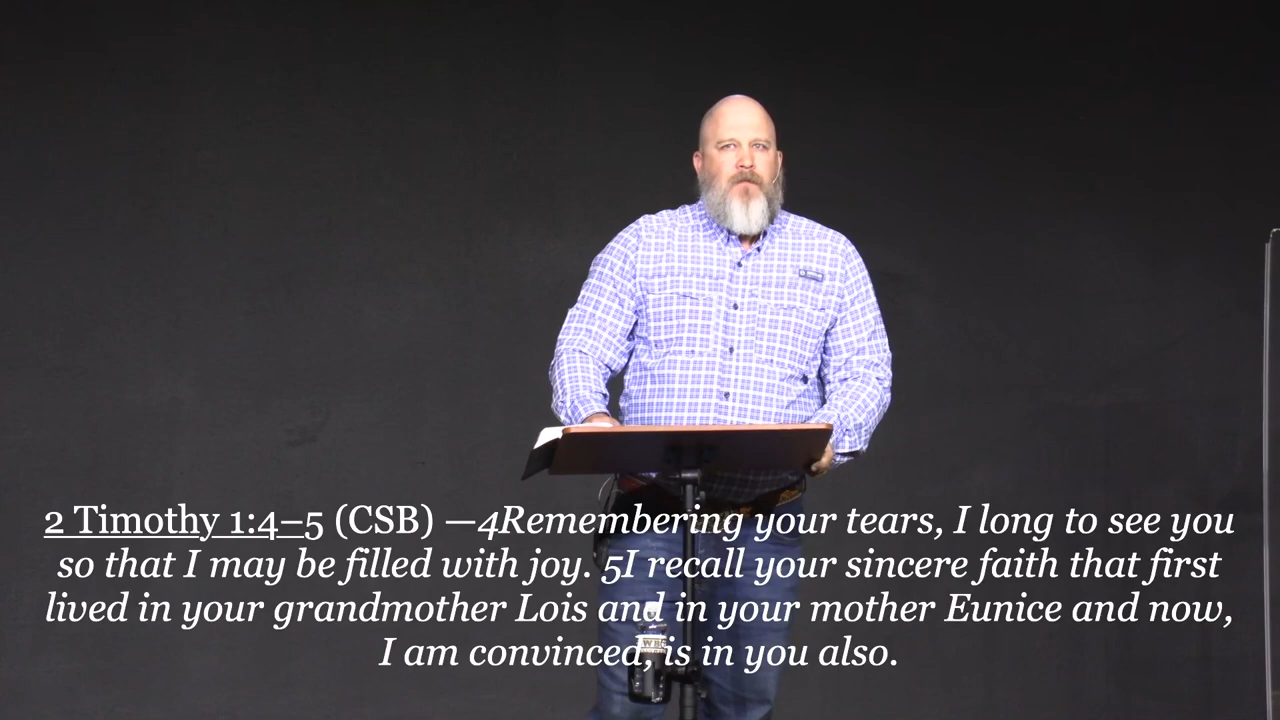 2 Timothy 1:4–5 (CSB) —4Remembering your tears, I long to see you
so that I may be filled with joy. 5I recall your sincere faith that first
lived in your grandmother Lois and in your mother Eunice and now,
I am convinced, is in you also.